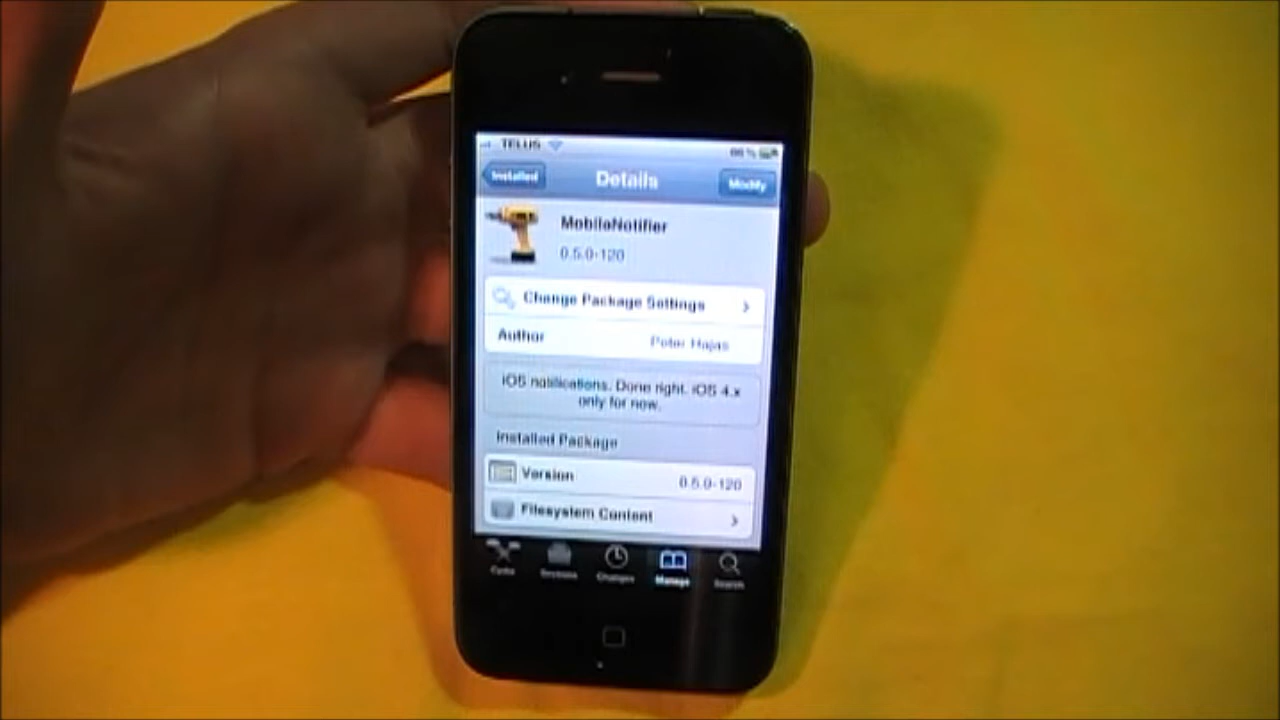 TELUS
Installed
Details
Modify
MobileNotifier
0.5.0-120
Change Package Settings
Author
Peter Hajas
iOS notifications. Done right. iOS 4.x
only for now.
Installed Package
Version
0.5.0-120
Filesystem Content
Cydia
Sections
Changes
Manage
Search